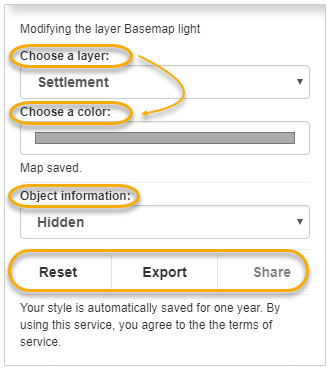 Modifying the layer Basemap light
Choose a layer:
Settlement
Choose a color:
Map saved.
Object information:
Hidden
Reset Export Share
Your style is automatically saved for one year. By
using this service, you agree to the the terms of
service.